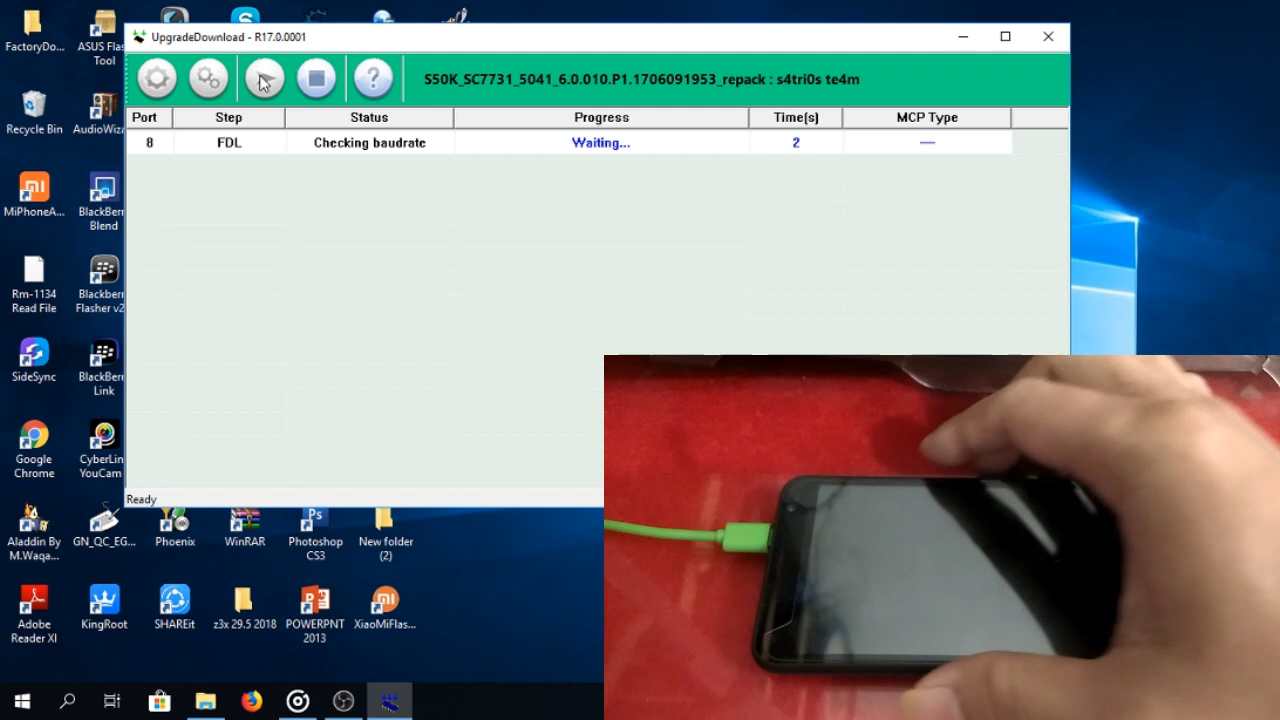 UpgradeDownload - R17.0.0001
S50K_SC7731_5041_6.0.010.P1.1706091953_repack : s4tri0s te4m
Port Step Status Progress Time(s) MCP Type
8 FDL Checking baudrate Waiting... 2 —
Ready
FactoryDo...
ASUS Flas
Tool
Recycle Bin
AudioWiza
MiPhoneA...
BlackBerr
Blend
Rm-1134
Read File
Blackberr
Flasher v2
SideSync
BlackBerr
Link
Google
Chrome
CyberLin
YouCam
Aladdin By
M.Waqa...
GN_QC_EG...
Phoenix
WinRAR
Photoshop
CS3
New folder
(2)
Adobe
Reader XI
KingRoot
SHAREit
z3x 29.5 2018
POWERPNT
2013
XiaoMiFlas...